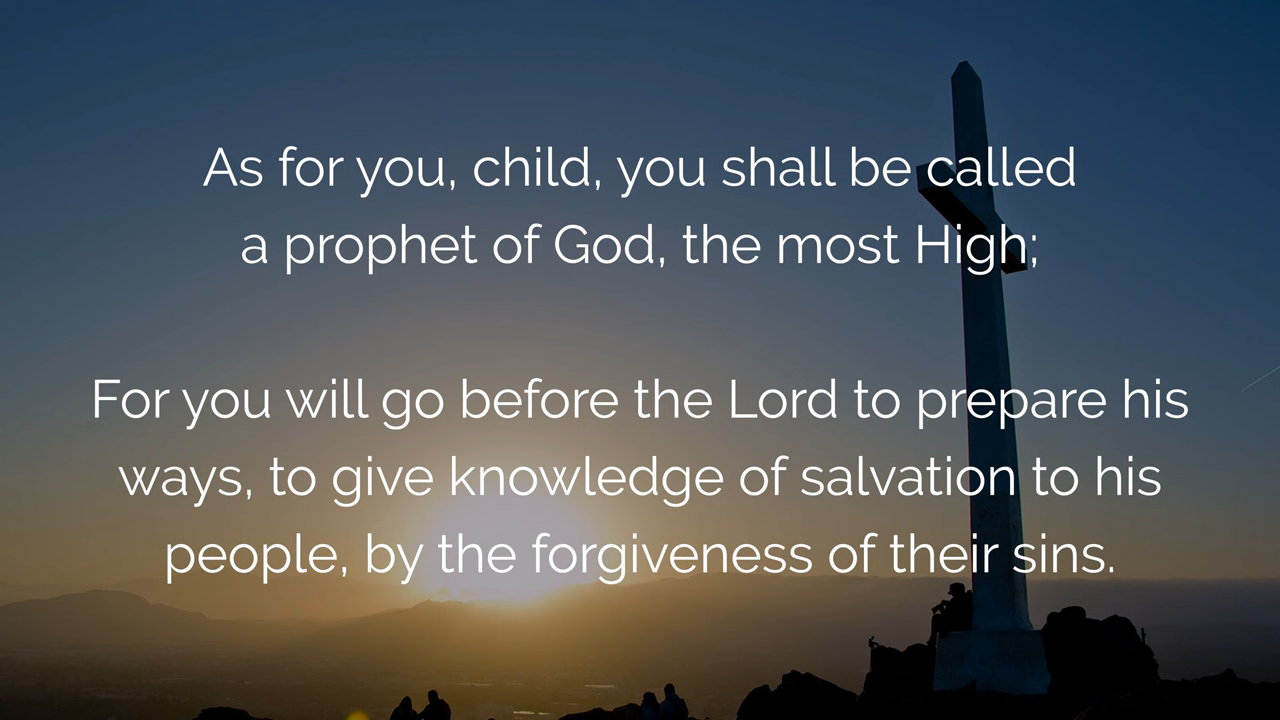 As for you, child, you shall be called
a prophet of God, the most High;
For you will go before the Lord to prepare his
ways, to give knowledge of salvation to his
people, by the forgiveness of their sins.